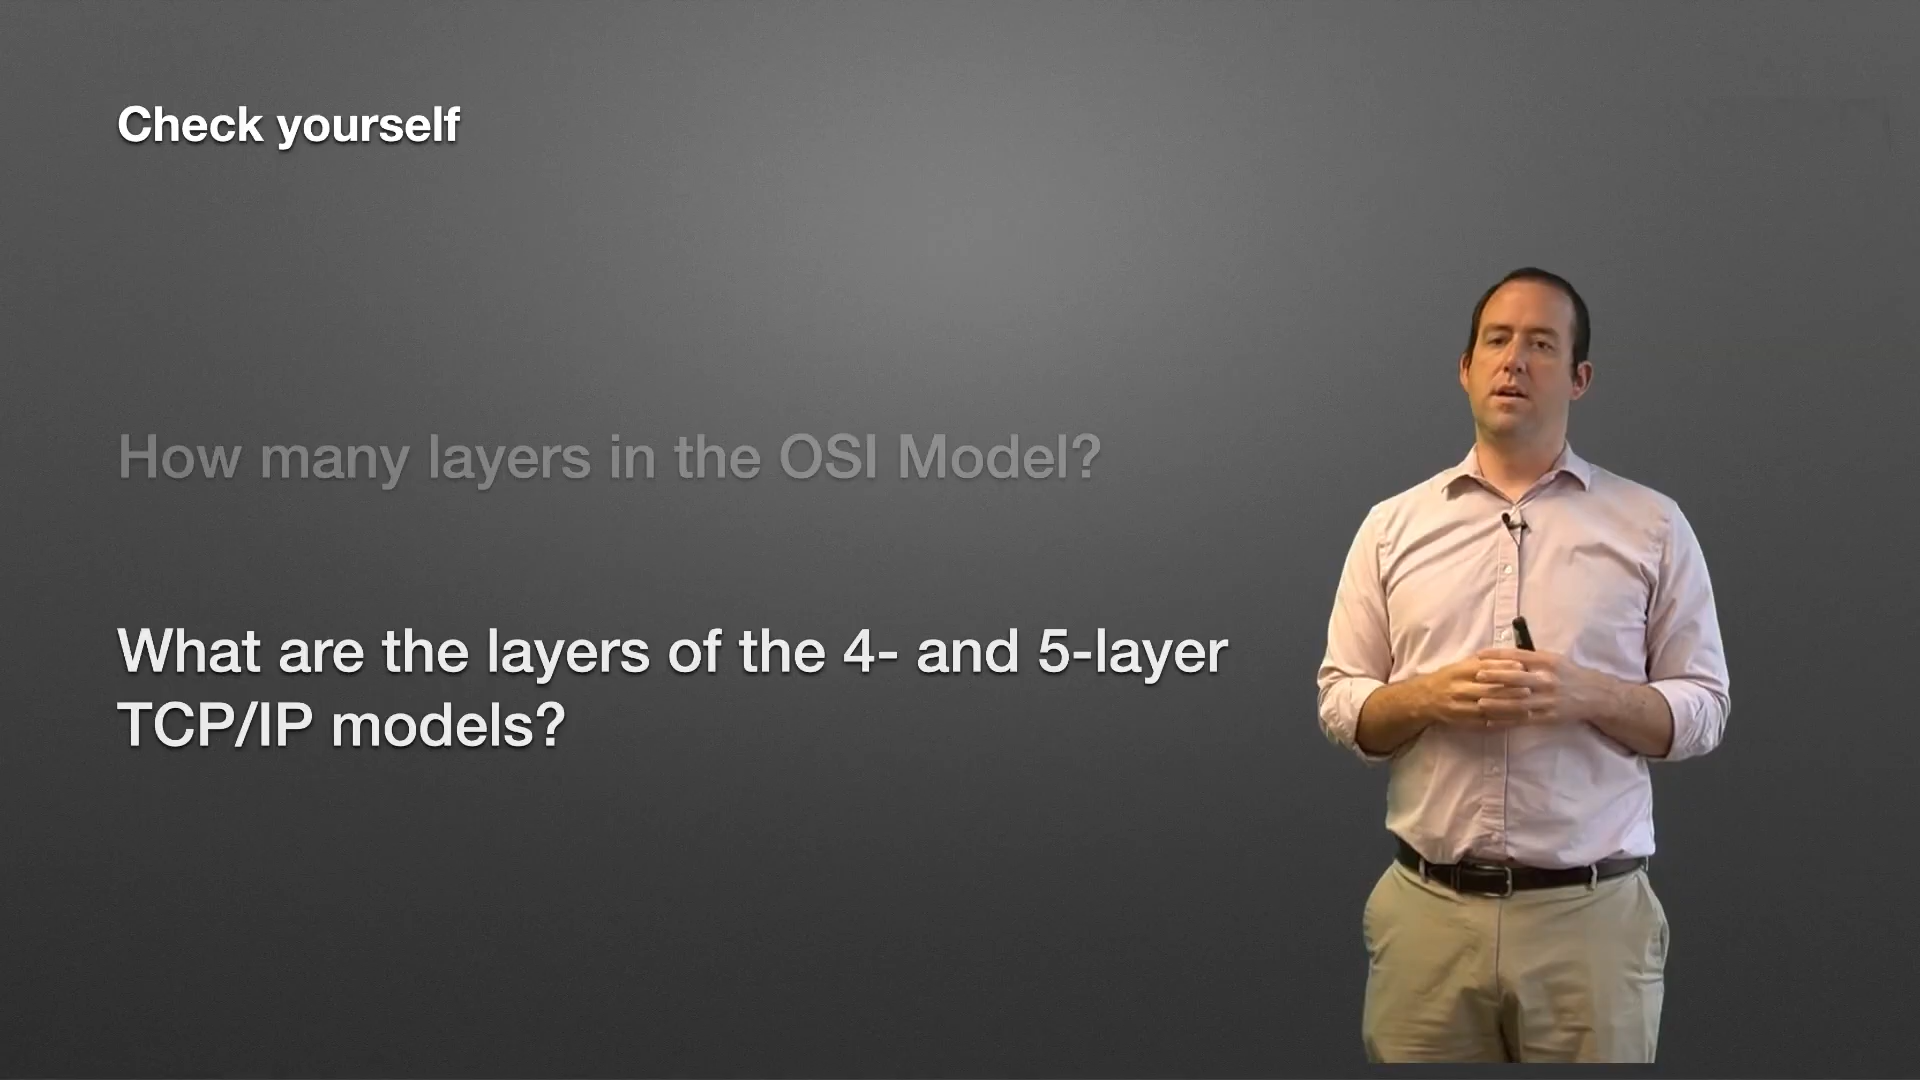 Check yourself
How many layers in the OSI Model?
What are the layers of the 4- and 5-layer
TCP/IP models?